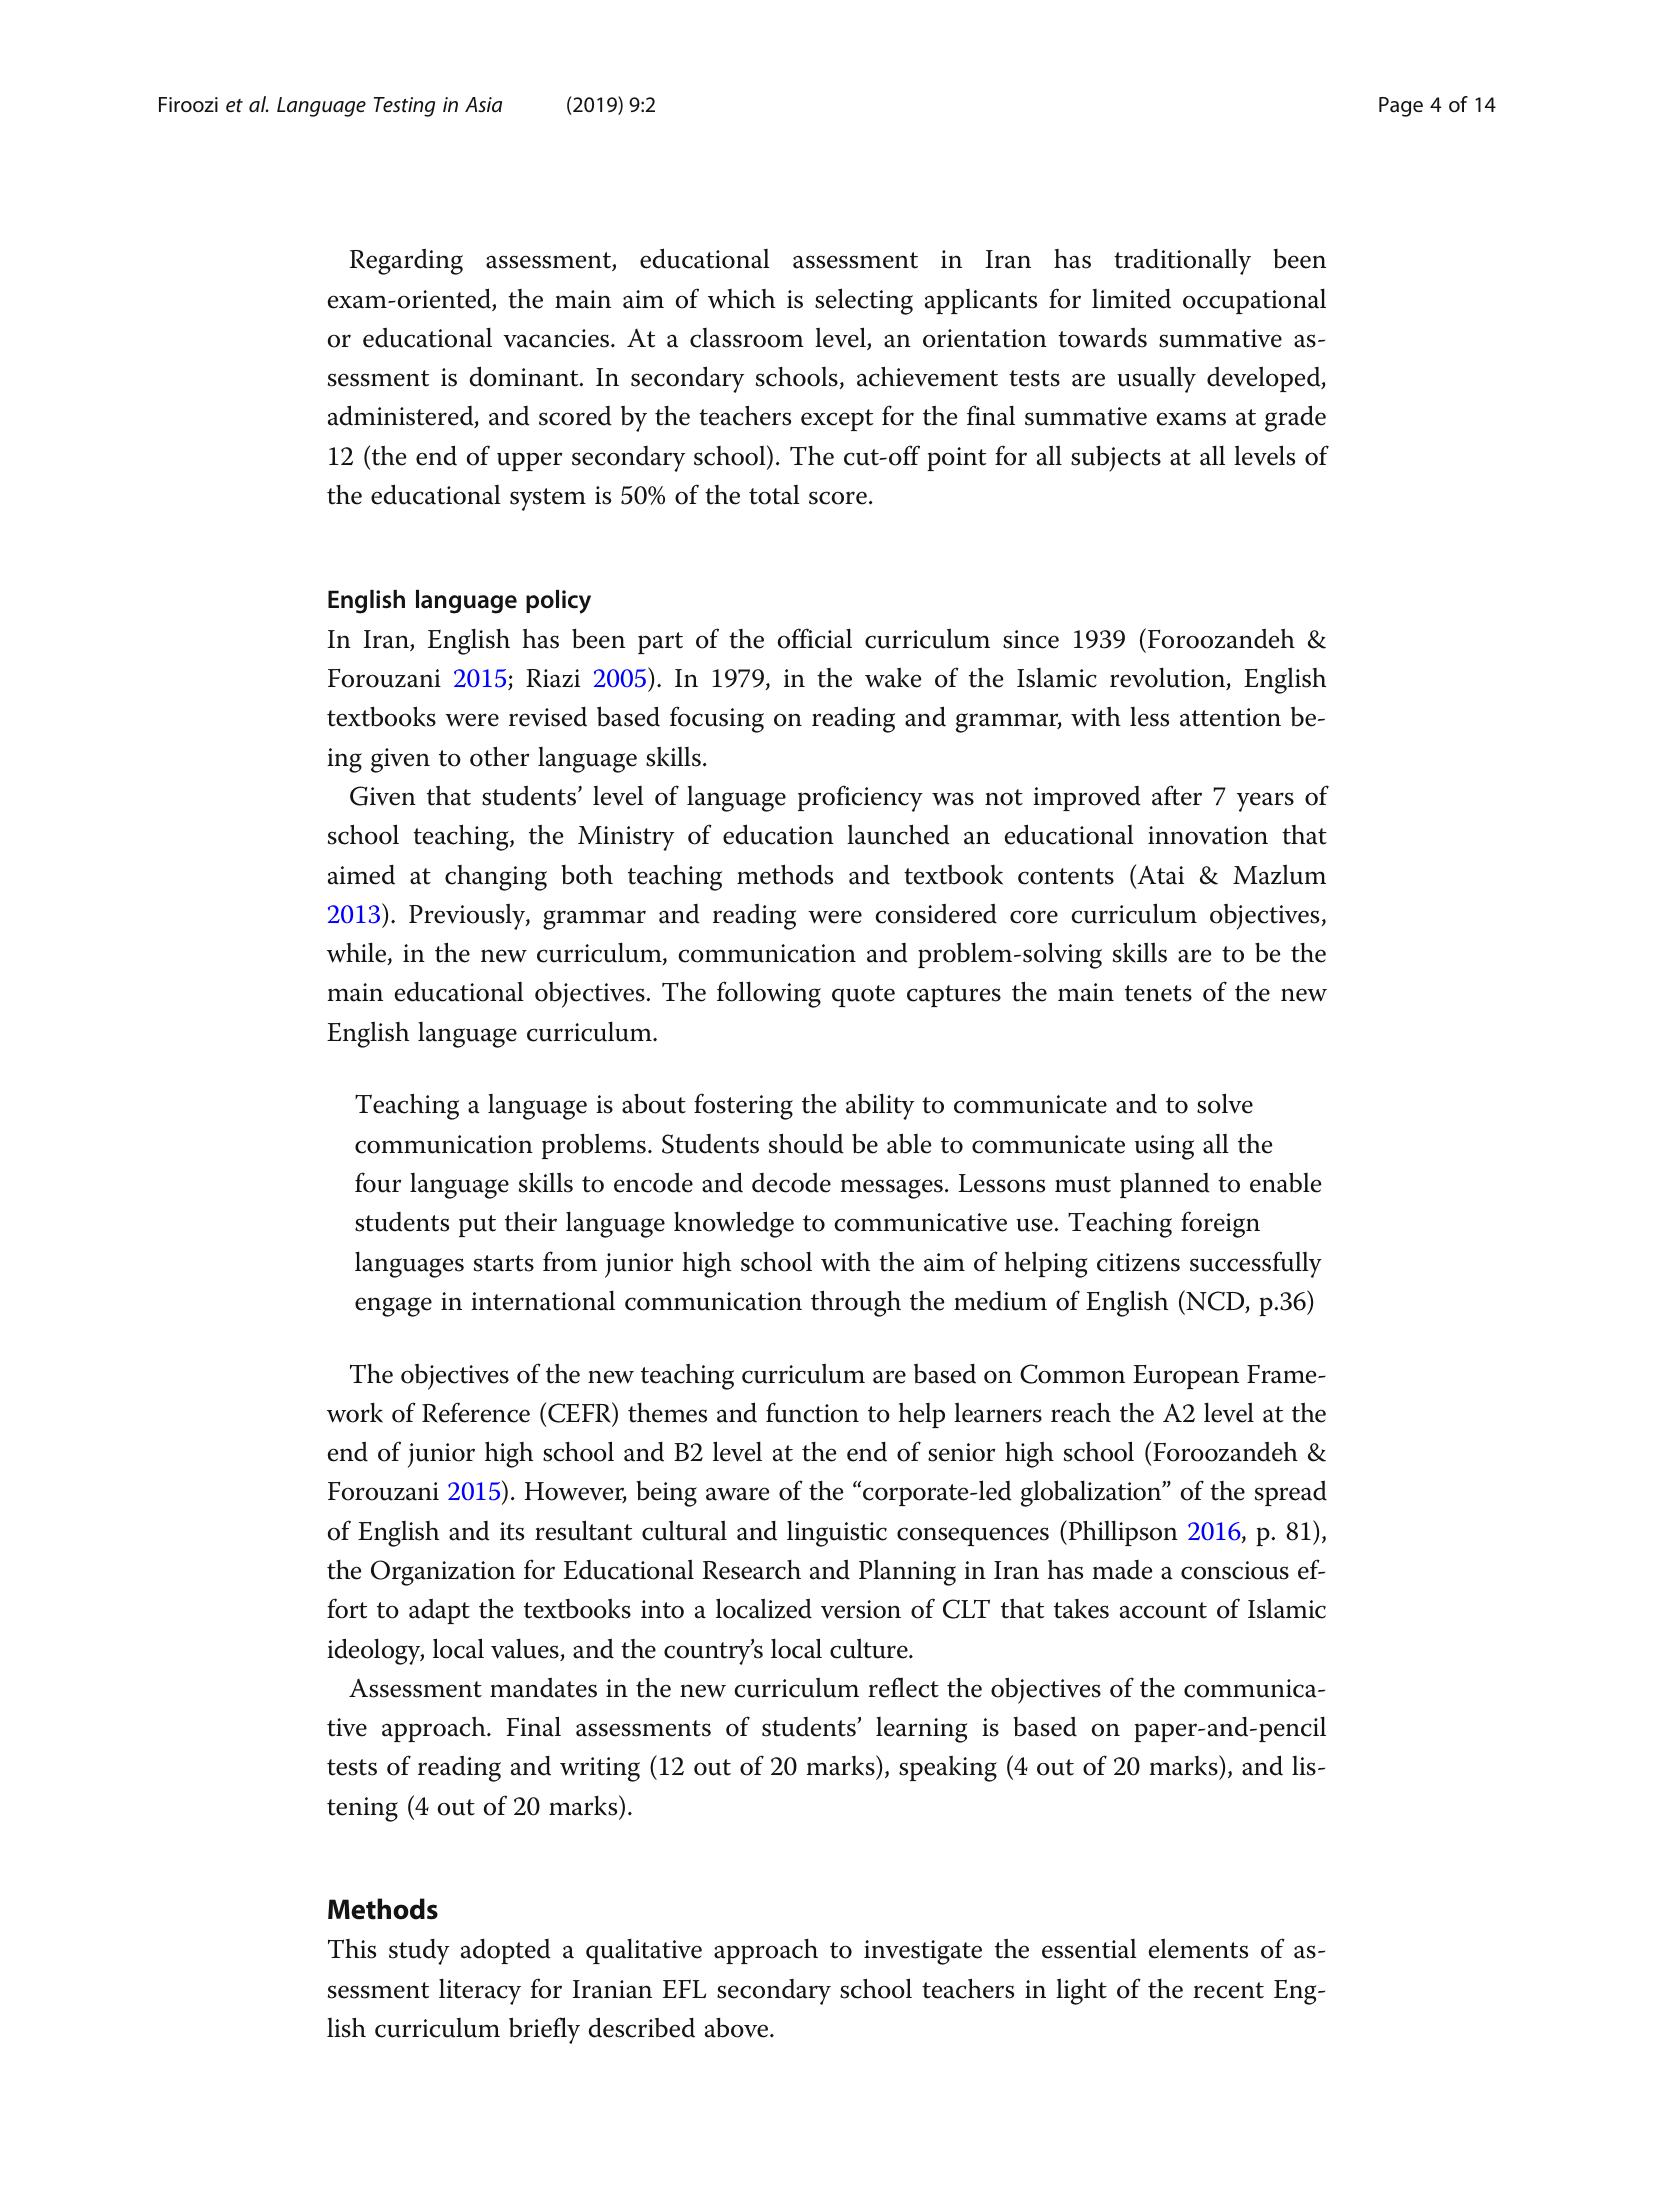 Firoozi et al. Language Testing in Asia (2019) 9:2 Page 4 of 14
Regarding assessment, educational assessment in Iran has traditionally been
exam-oriented, the main aim of which is selecting applicants for limited occupational
or educational vacancies. At a classroom level, an orientation towards summative as-
sessment is dominant. In secondary schools, achievement tests are usually developed,
administered, and scored by the teachers except for the final summative exams at grade
12 (the end of upper secondary school). The cut-off point for all subjects at all levels of
the educational system is 50% of the total score.
English language policy
In Iran, English has been part of the official curriculum since 1939 (Foroozandeh &
Forouzani 2015; Riazi 2005). In 1979, in the wake of the Islamic revolution, English
textbooks were revised based focusing on reading and grammar, with less attention be-
ing given to other language skills.
Given that students’ level of language proficiency was not improved after 7 years of
school teaching, the Ministry of education launched an educational innovation that
aimed at changing both teaching methods and textbook contents (Atai & Mazlum
2013). Previously, grammar and reading were considered core curriculum objectives,
while, in the new curriculum, communication and problem-solving skills are to be the
main educational objectives. The following quote captures the main tenets of the new
English language curriculum.
Teaching a language is about fostering the ability to communicate and to solve
communication problems. Students should be able to communicate using all the
four language skills to encode and decode messages. Lessons must planned to enable
students put their language knowledge to communicative use. Teaching foreign
languages starts from junior high school with the aim of helping citizens successfully
engage in international communication through the medium of English (NCD, p.36)
The objectives of the new teaching curriculum are based on Common European Frame-
work of Reference (CEFR) themes and function to help learners reach the A2 level at the
end of junior high school and B2 level at the end of senior high school (Foroozandeh &
Forouzani 2015). However, being aware of the “corporate-led globalization” of the spread
of English and its resultant cultural and linguistic consequences (Phillipson 2016, p. 81),
the Organization for Educational Research and Planning in Iran has made a conscious ef-
fort to adapt the textbooks into a localized version of CLT that takes account of Islamic
ideology, local values, and the country’s local culture.
Assessment mandates in the new curriculum reflect the objectives of the communica-
tive approach. Final assessments of students’ learning is based on paper-and-pencil
tests of reading and writing (12 out of 20 marks), speaking (4 out of 20 marks), and lis-
tening (4 out of 20 marks).
Methods
This study adopted a qualitative approach to investigate the essential elements of as-
sessment literacy for Iranian EFL secondary school teachers in light of the recent Eng-
lish curriculum briefly described above.